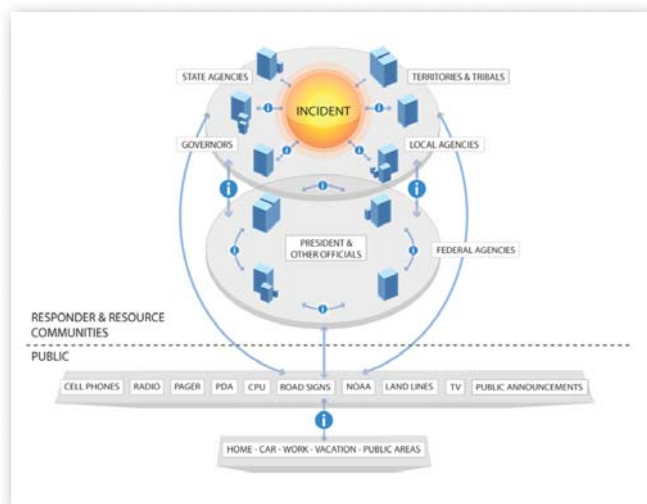 STATE AGENCIES
TERRITORIES & TRIBALS
INCIDENT
GOVERNORS
LOCAL AGENCIES
PRESIDENT &
OTHER OFFICIALS
FEDERAL AGENCIES
RESPONDER & RESOURCE
COMMUNITIES
PUBLIC
CELL PHONES RADIO PAGER PDA CPU ROAD SIGNS NOAA LAND LINES TV PUBLIC ANNOUNCEMENTS
HOME - CAR - WORK - VACATION - PUBLIC AREAS